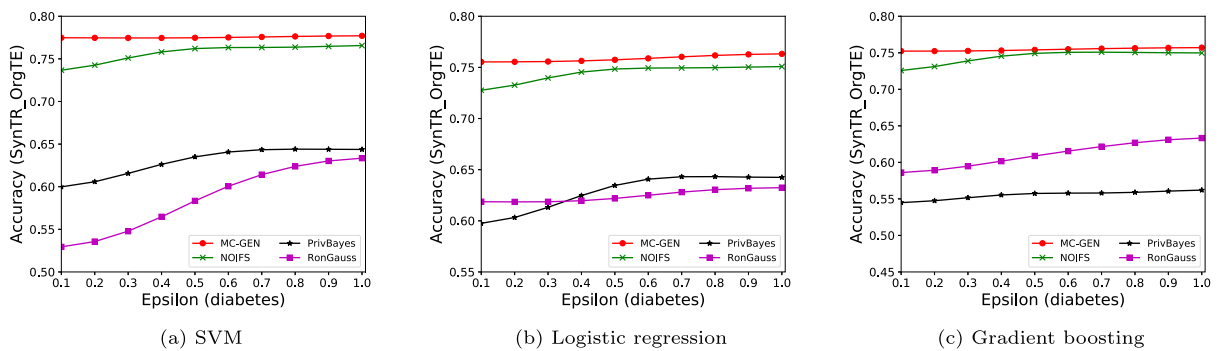 0.80
0.75
0.70
0.65
0.60
0.55
0.50
Accuracy (SynTR_OrgTE)
MC-GEN
NOIFS
PrivBayes
RonGauss
0.1 0.2 0.3 0.4 0.5 0.6 0.7 0.8 0.9 1.0
Epsilon (diabetes)
(a) SVM
0.80
0.75
0.70
0.65
0.60
0.55
Accuracy (SynTR_OrgTE)
MC-GEN
NOIFS
PrivBayes
RonGauss
0.1 0.2 0.3 0.4 0.5 0.6 0.7 0.8 0.9 1.0
Epsilon (diabetes)
(b) Logistic regression
0.80
0.75
0.70
0.65
0.60
0.55
0.50
0.45
Accuracy (SynTR_OrgTE)
MC-GEN
NOIFS
PrivBayes
RonGauss
0.1 0.2 0.3 0.4 0.5 0.6 0.7 0.8 0.9 1.0
Epsilon (diabetes)
(c) Gradient boosting